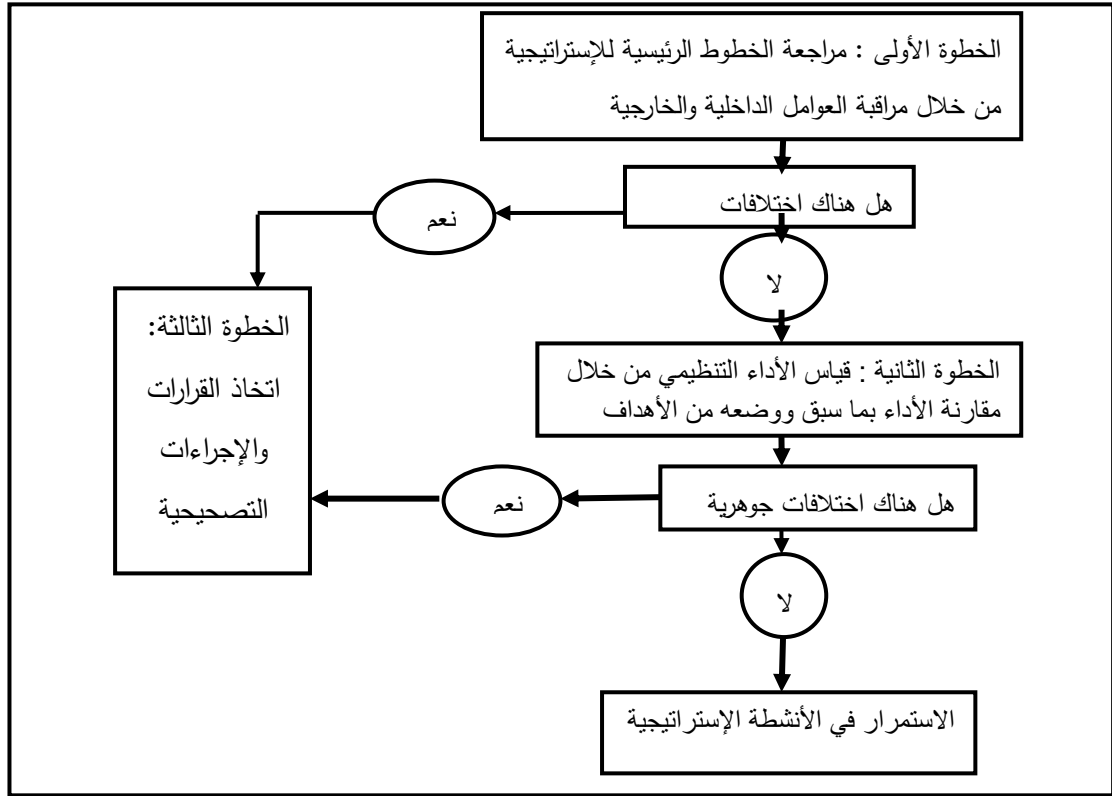 الخطوة الأولى : مراجعة الخطوط الرئيسية للإستراتيجية
من خلال مراقبة العوامل الداخلية والخارجية
هل هناك اختلافات
نعم
لا
الخطوة الثالثة:
اتخاذ القرارات
والإجراءات
التصحيحية
الخطوة الثانية : قياس الأداء التنظيمي من خلال
مقارنة الأداء بما سبق ووضعه من الأهداف
هل هناك اختلافات جوهرية
نعم
لا
الاستمرار في الأنشطة الإستراتيجية